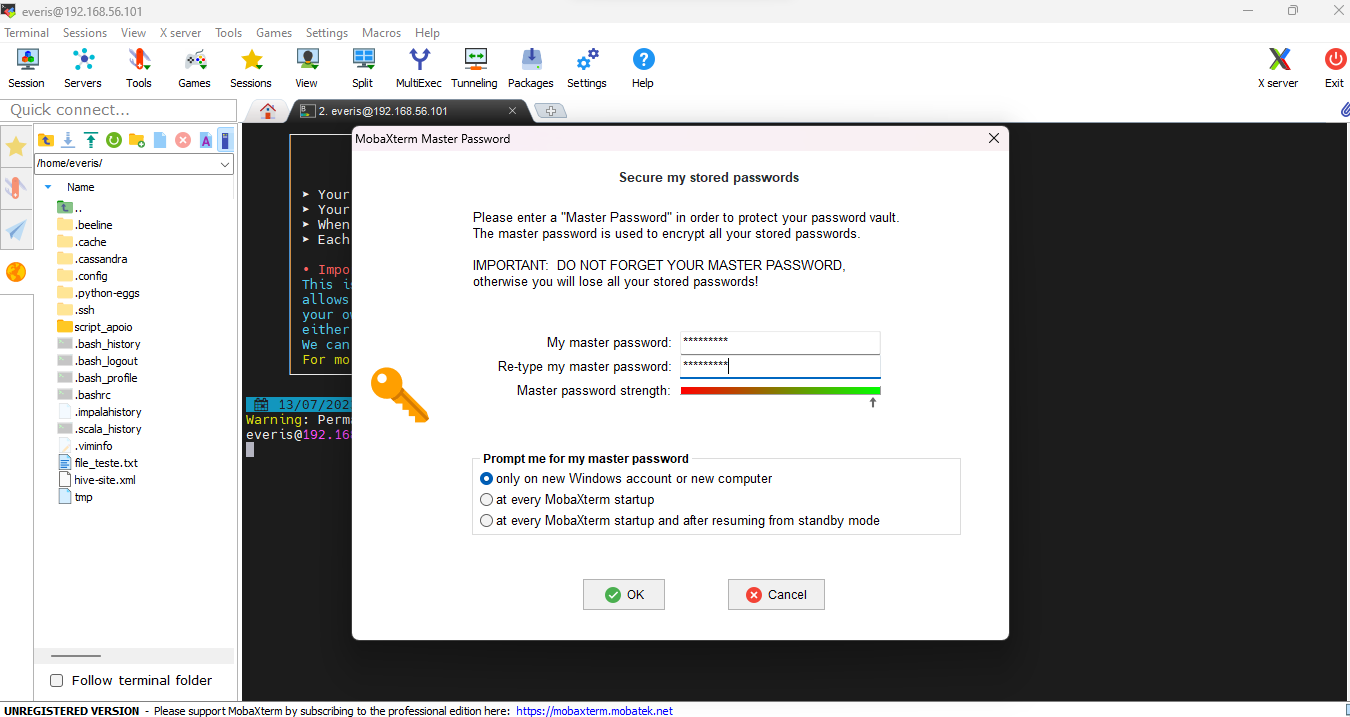 everis@192.168.56.101
Terminal Sessions View X server Tools Games Settings Macros Help
Session Servers Tools Games Sessions View Split MultiExec Tunneling Packages Settings Help X server Exit
Quick connect...
2. everis@192.168.56.101
/home/everis/
Name
..
.beeline
.cache
.cassandra
.config
.python-eggs
.ssh
script_apoio
.bash_history
.bash_logout
.bash_profile
.bashrc
.impalahistory
.scala_history
.viminfo
file_teste.txt
hive-site.xml
tmp
Follow terminal folder
➤ Your
➤ Your
➤ When
➤ Each
• Impo
This i
allows
your o
either
We can
For mo
13/07/202
Warning: Perma
everis@192.168
MobaXterm Master Password
Secure my stored passwords
Please enter a "Master Password" in order to protect your password vault.
The master password is used to encrypt all your stored passwords.
IMPORTANT: DO NOT FORGET YOUR MASTER PASSWORD,
otherwise you will lose all your stored passwords!
My master password: *********
Re-type my master password: *********
Master password strength:
Prompt me for my master password
only on new Windows account or new computer
at every MobaXterm startup
at every MobaXterm startup and after resuming from standby mode
OK Cancel
UNREGISTERED VERSION - Please support MobaXterm by subscribing to the professional edition here: https://mobaxterm.mobatek.net